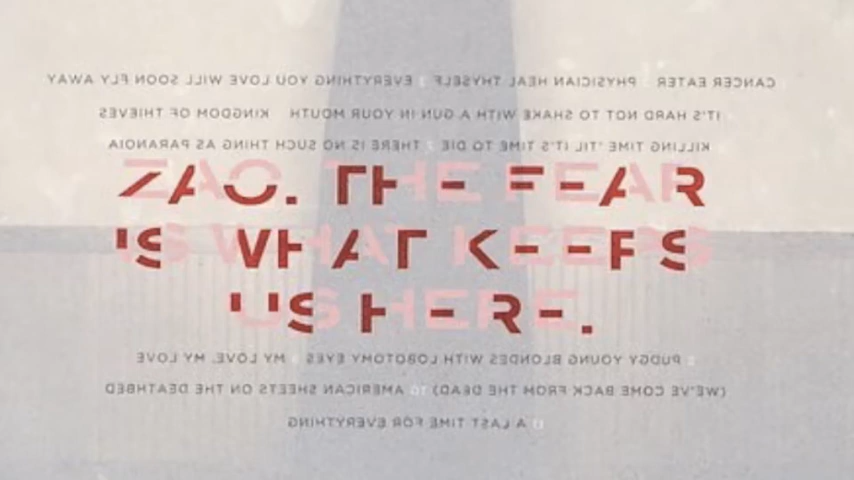 CANCER EATER PHYSICIAN HEAL THYSELF EVERYTHING YOU LOVE WILL SOON FLY AWAY
IT'S HARD NOT TO SHAKE WITH A GUN IN YOUR MOUTH KINGDOM OF THIEVES
KILLING TIME 'TIL IT'S TIME TO DIE THERE IS NO SUCH THING AS PARANOIA
ZAO. THE FEAR
IS WHAT KEEPS
US HERE.
PUDGY YOUNG BLONDES WITH LOBOTOMY EYES MY LOVE, MY LOVE
(WE'VE COME BACK FROM THE DEAD) 10 AMERICAN SHEETS ON THE DEATHBED
11 A LAST TIME FOR EVERYTHING